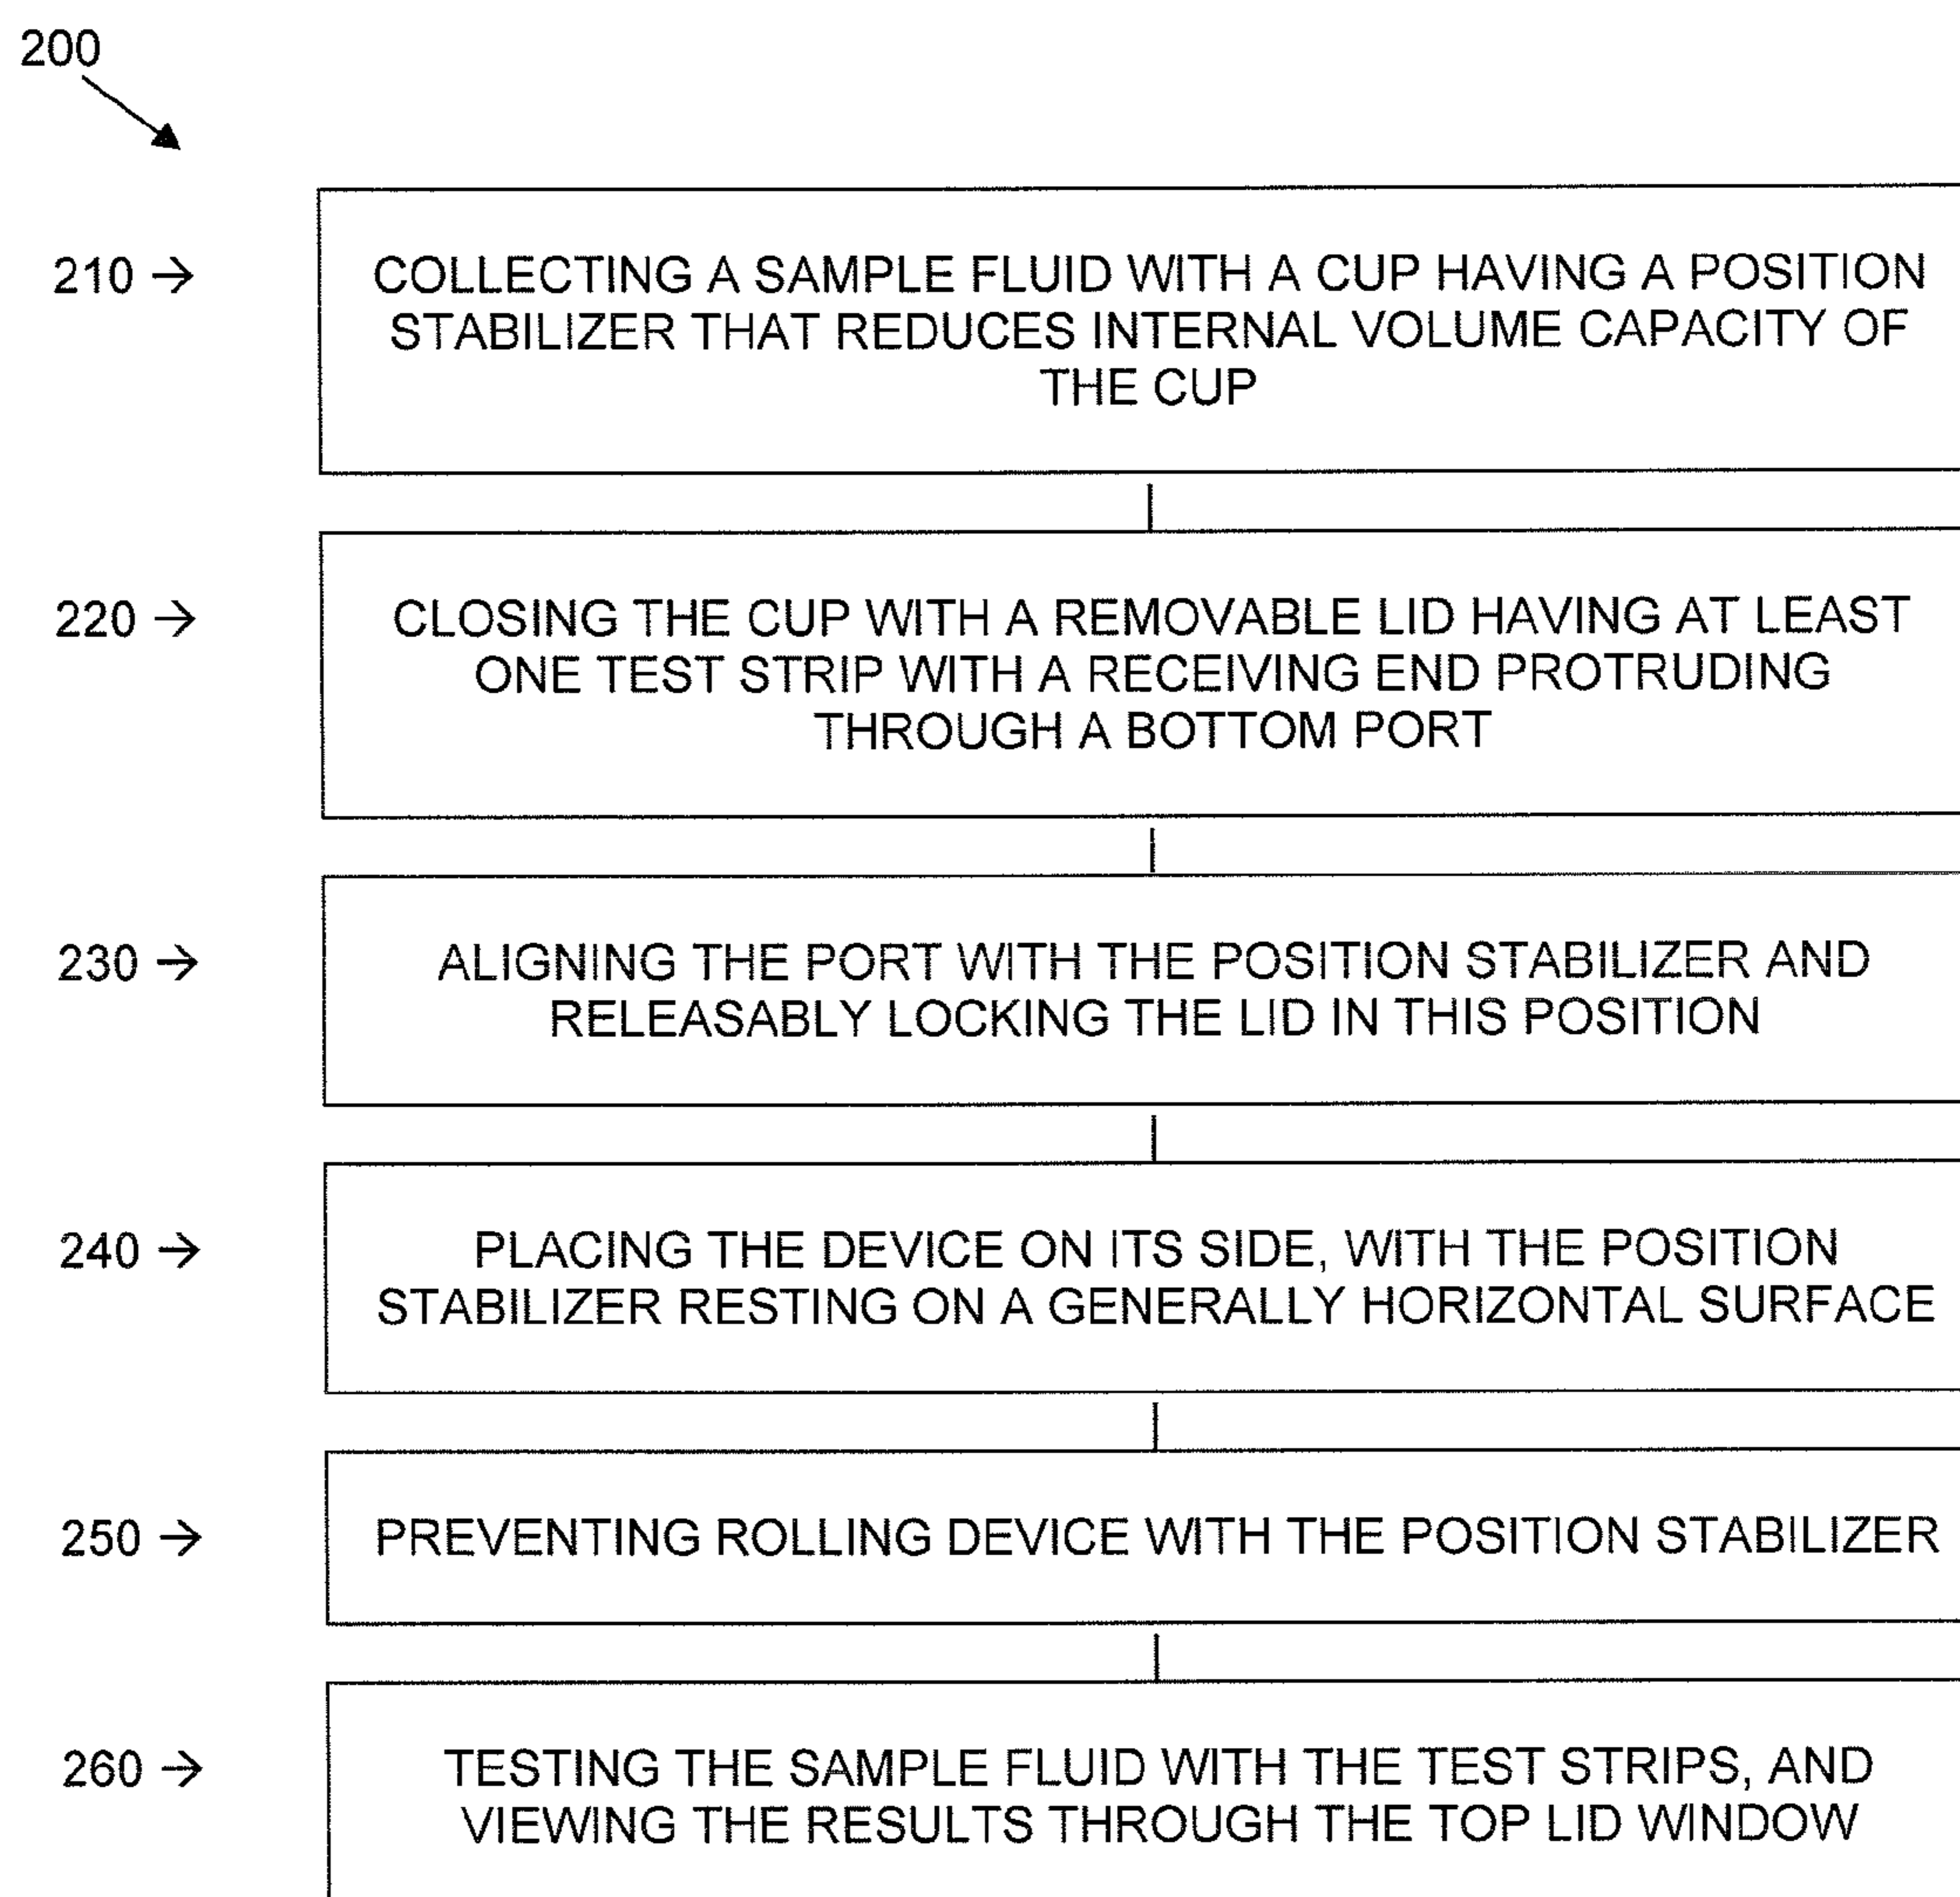 200
210 → COLLECTING A SAMPLE FLUID WITH A CUP HAVING A POSITION
STABILIZER THAT REDUCES INTERNAL VOLUME CAPACITY OF
THE CUP
220 → CLOSING THE CUP WITH A REMOVABLE LID HAVING AT LEAST
ONE TEST STRIP WITH A RECEIVING END PROTRUDING
THROUGH A BOTTOM PORT
230 → ALIGNING THE PORT WITH THE POSITION STABILIZER AND
RELEASABLY LOCKING THE LID IN THIS POSITION
240 → PLACING THE DEVICE ON ITS SIDE, WITH THE POSITION
STABILIZER RESTING ON A GENERALLY HORIZONTAL SURFACE
250 → PREVENTING ROLLING DEVICE WITH THE POSITION STABILIZER
260 → TESTING THE SAMPLE FLUID WITH THE TEST STRIPS, AND
VIEWING THE RESULTS THROUGH THE TOP LID WINDOW